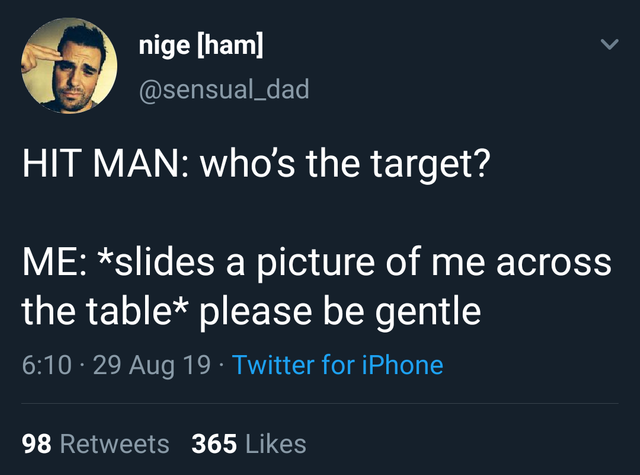 nige [ham]
@sensual_dad
HIT MAN: who's the target?
ME: *slides a picture of me across
the table* please be gentle
6:10 · 29 Aug 19 · Twitter for iPhone
98 Retweets 365 Likes